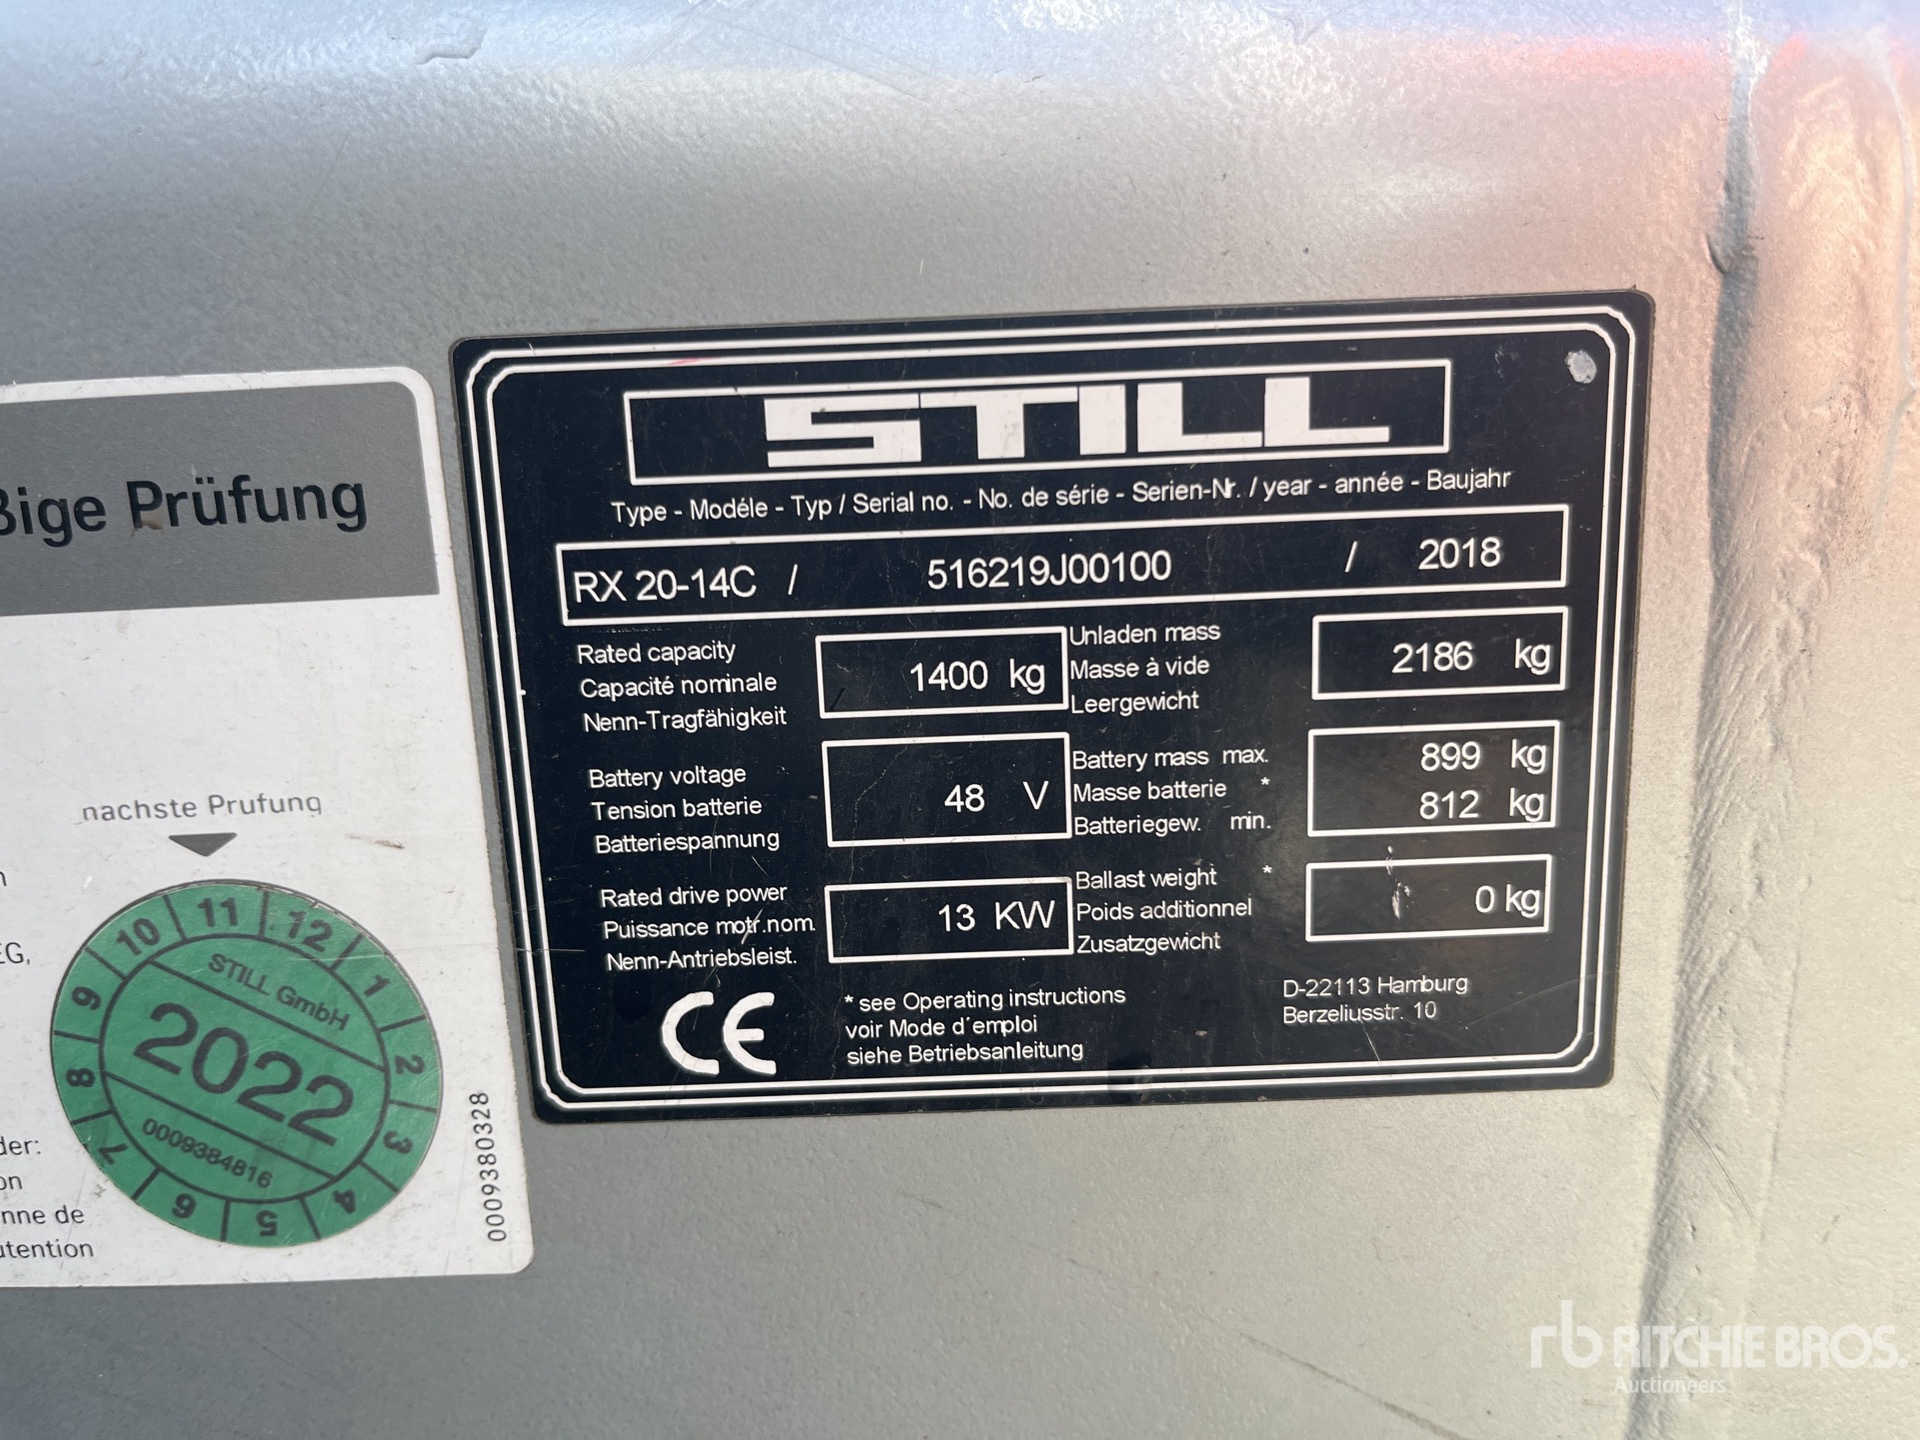 ßige Prüfung
nachste Prufung
n
EG,
der:
on
nne de
utention
10 11 12 1 2 3 4 5 6 7 8 9
STILL GmbH
2022
0009384816
0009380328
STILL
Type - Modéle - Typ / Serial no. - No. de série - Serien-Nr. / year - année - Baujahr
RX 20-14C / 516219J00100 / 2018
Rated capacity
Capacité nominale
Nenn-Tragfähigkeit
1400 kg
Unladen mass
Masse à vide
Leergewicht
2186 kg
Battery voltage
Tension batterie
Batteriespannung
48 V
Battery mass max.
Masse batterie *
Batteriegew. min.
899 kg
812 kg
Rated drive power
Puissance motr.nom.
Nenn-Antriebsleist.
13 KW
Ballast weight *
Poids additionnel
Zusatzgewicht
0 kg
CE
* see Operating instructions
voir Mode d´emploi
siehe Betriebsanleitung
D-22113 Hamburg
Berzeliusstr. 10
rb RITCHIE BROS.
Auctioneers